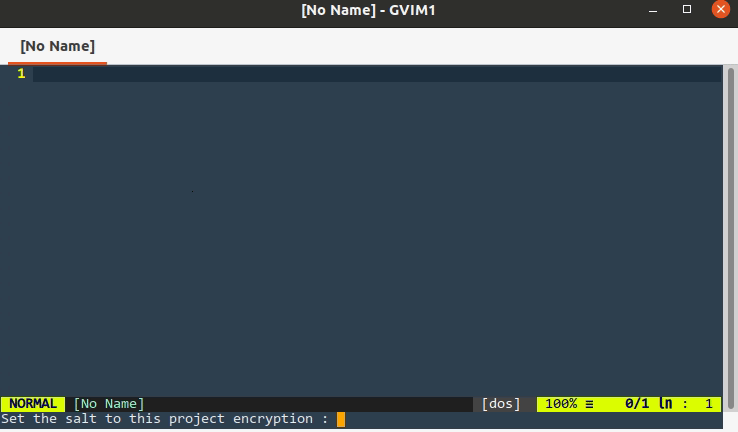 [No Name] - GVIM1
[No Name]
1
NORMAL [No Name] [dos] 100% ≡ 0/1 ln : 1
Set the salt to this project encryption :